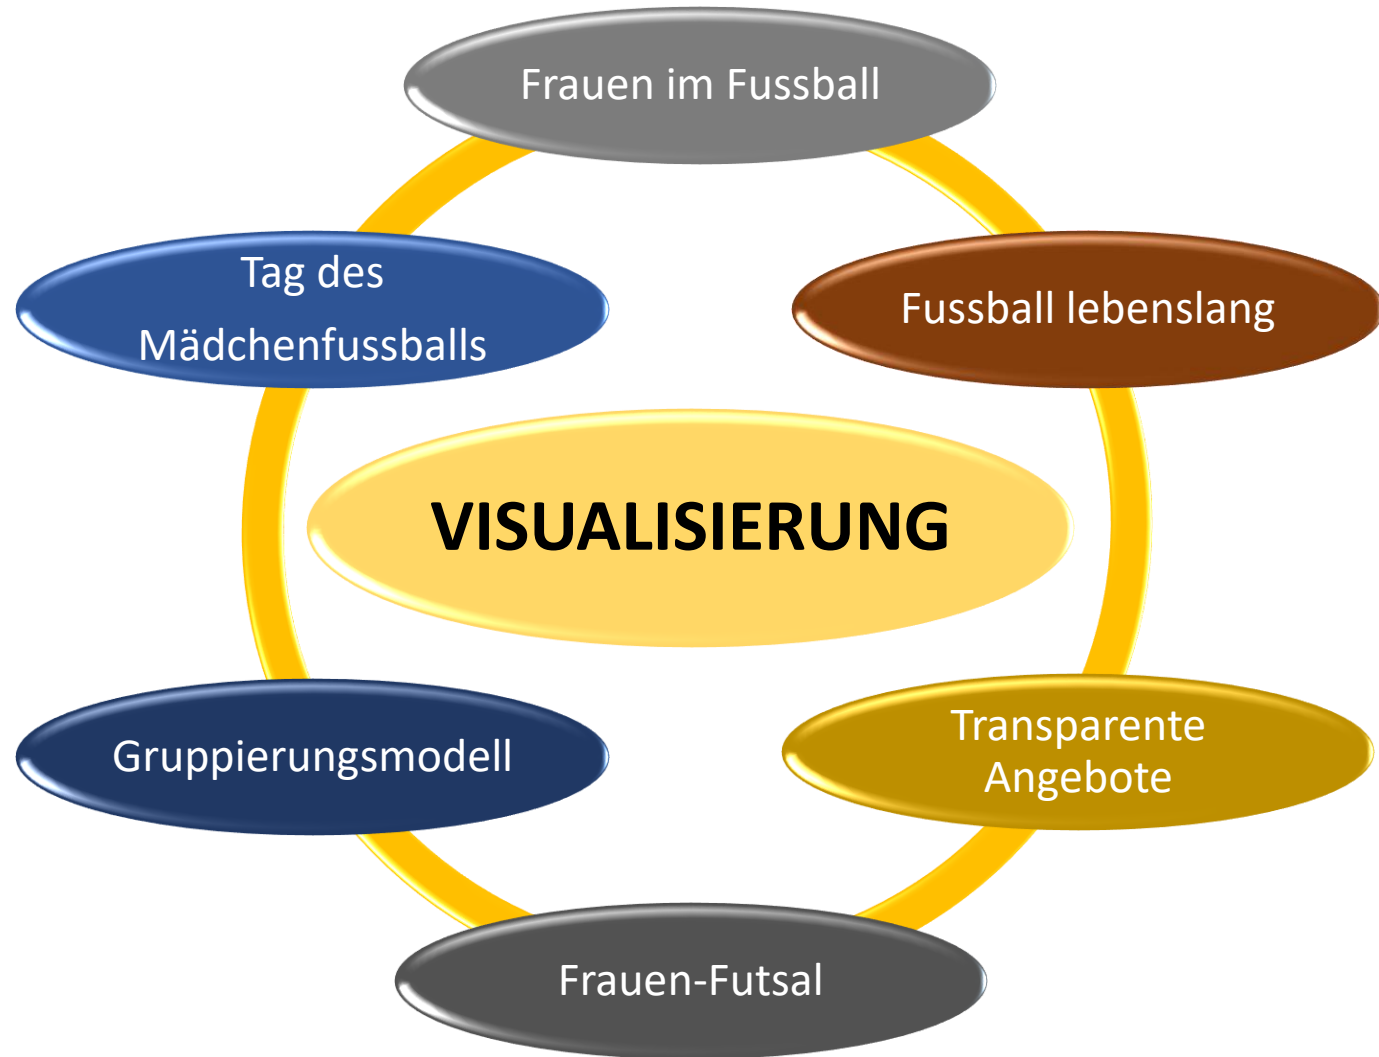 Frauen im Fussball
Tag des
Mädchenfussballs
Fussball lebenslang
VISUALISIERUNG
Gruppierungsmodell
Transparente
Angebote
Frauen-Futsal